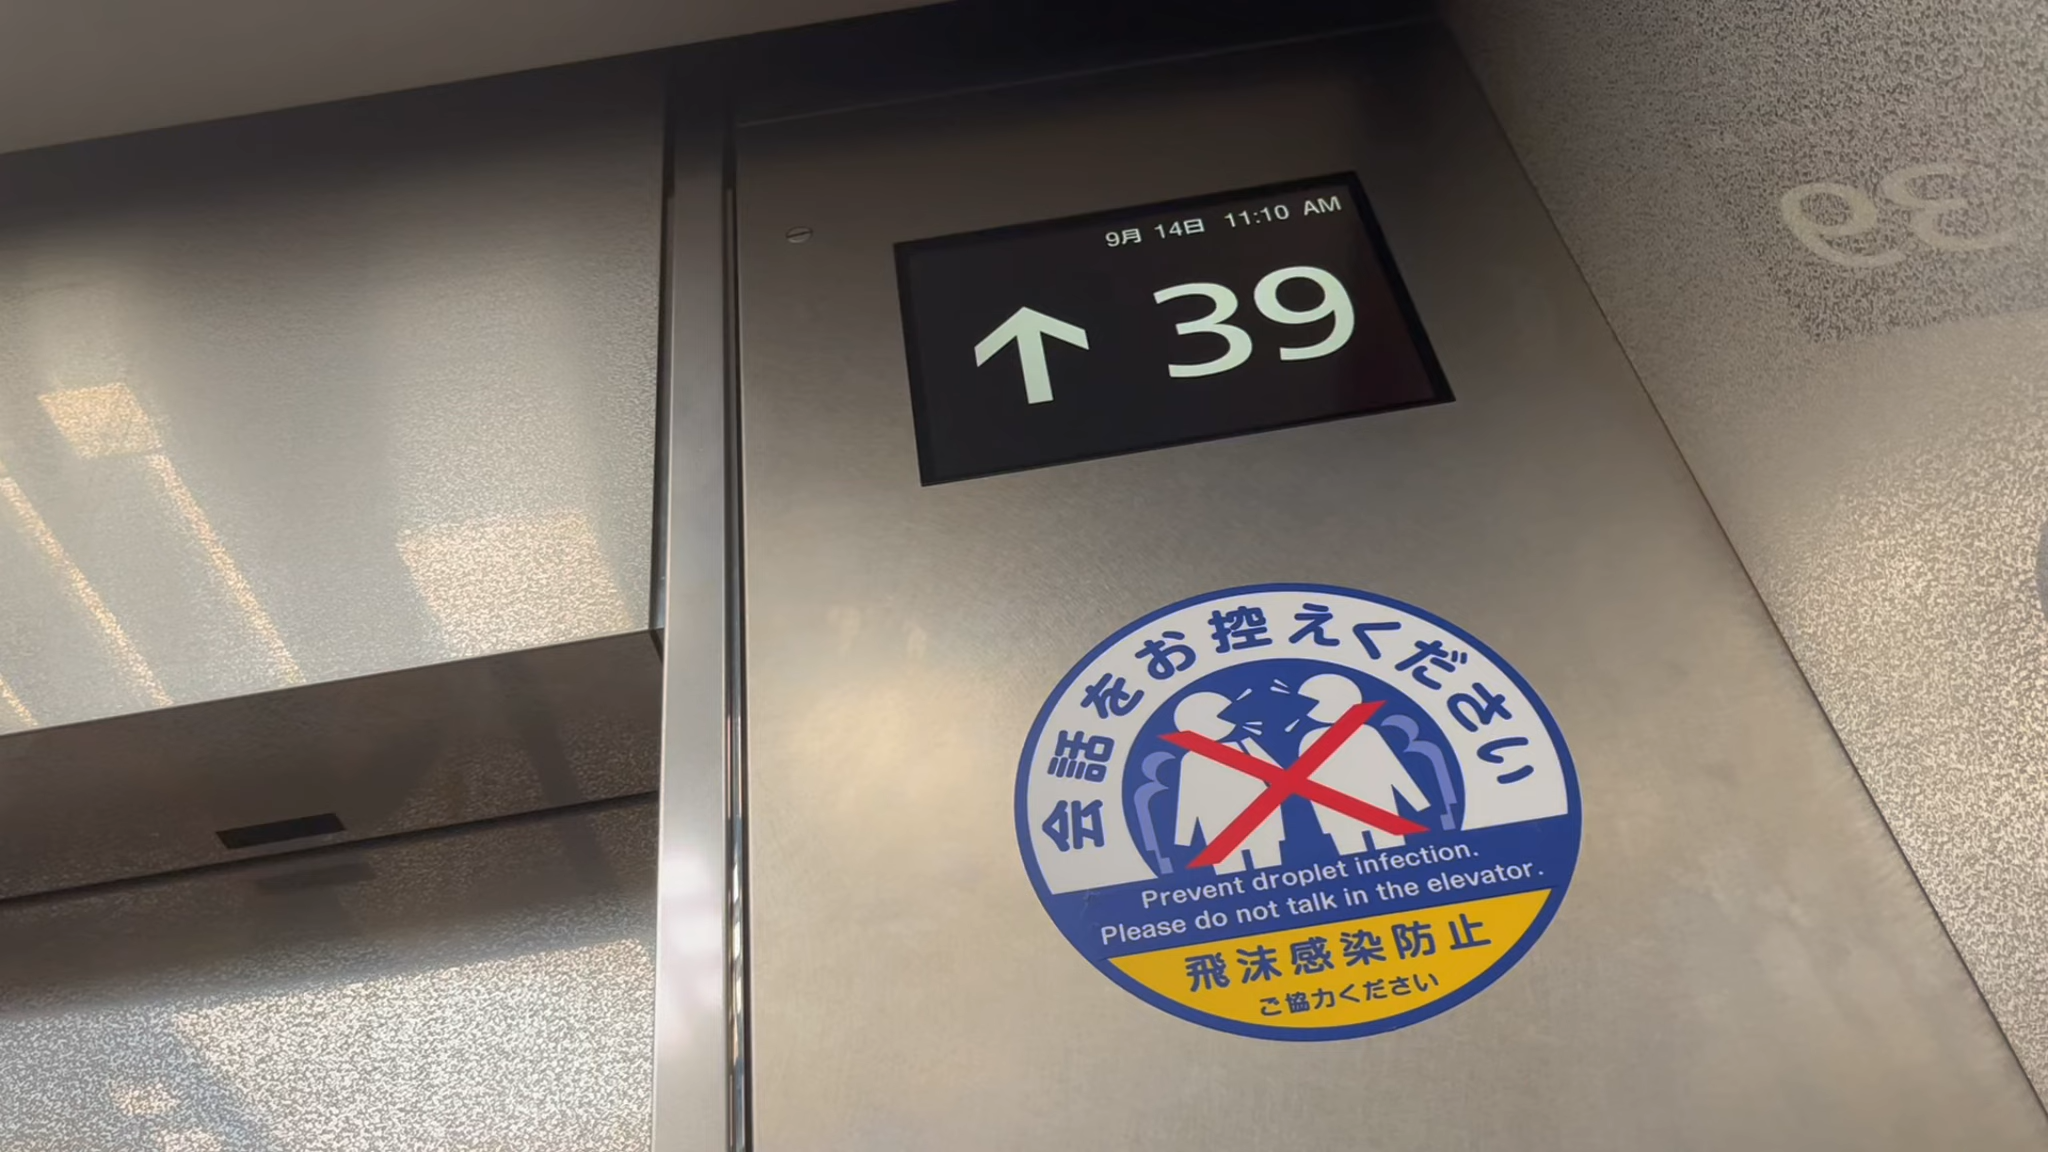 9月 14日 11:10 AM
↑ 39
会話をお控えください
Prevent droplet infection.
Please do not talk in the elevator.
飛沫感染防止
ご協力ください
39